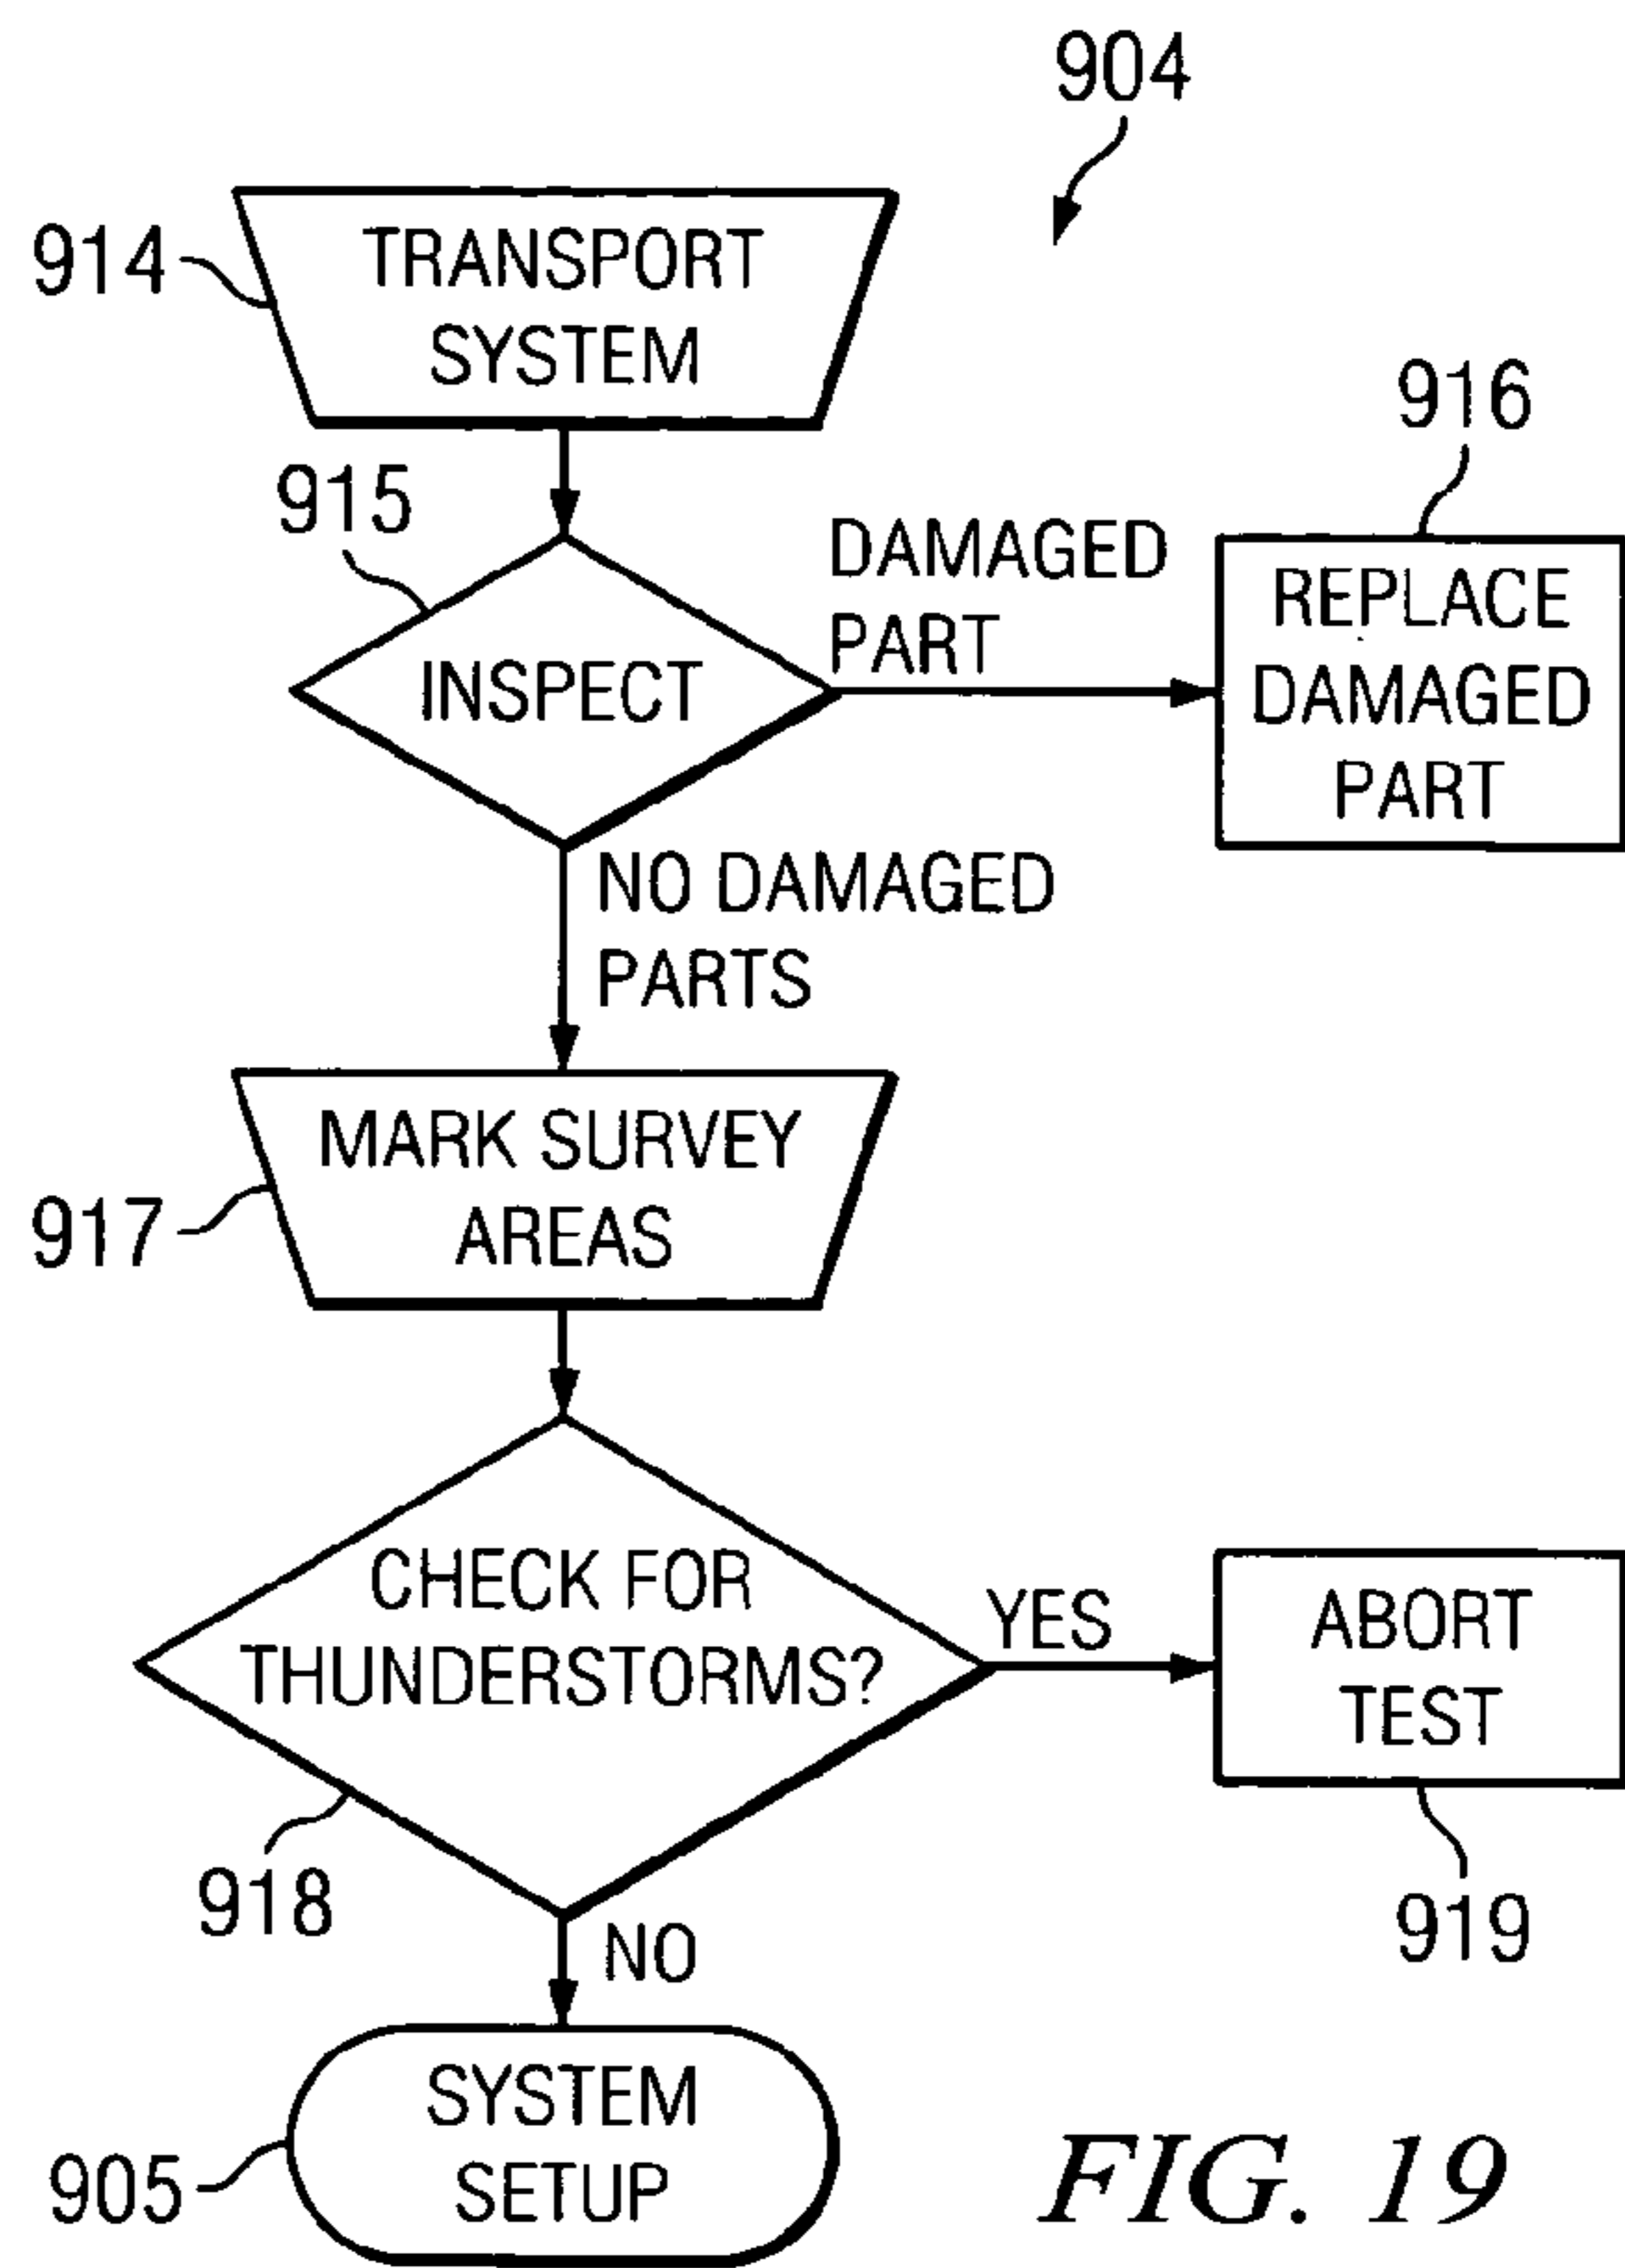 904
914
TRANSPORT
SYSTEM
915
916
DAMAGED
PART
REPLACE
DAMAGED
PART
INSPECT
NO DAMAGED
PARTS
917
MARK SURVEY
AREAS
CHECK FOR
THUNDERSTORMS?
YES
ABORT
TEST
918
919
NO
905
SYSTEM
SETUP
FIG. 19